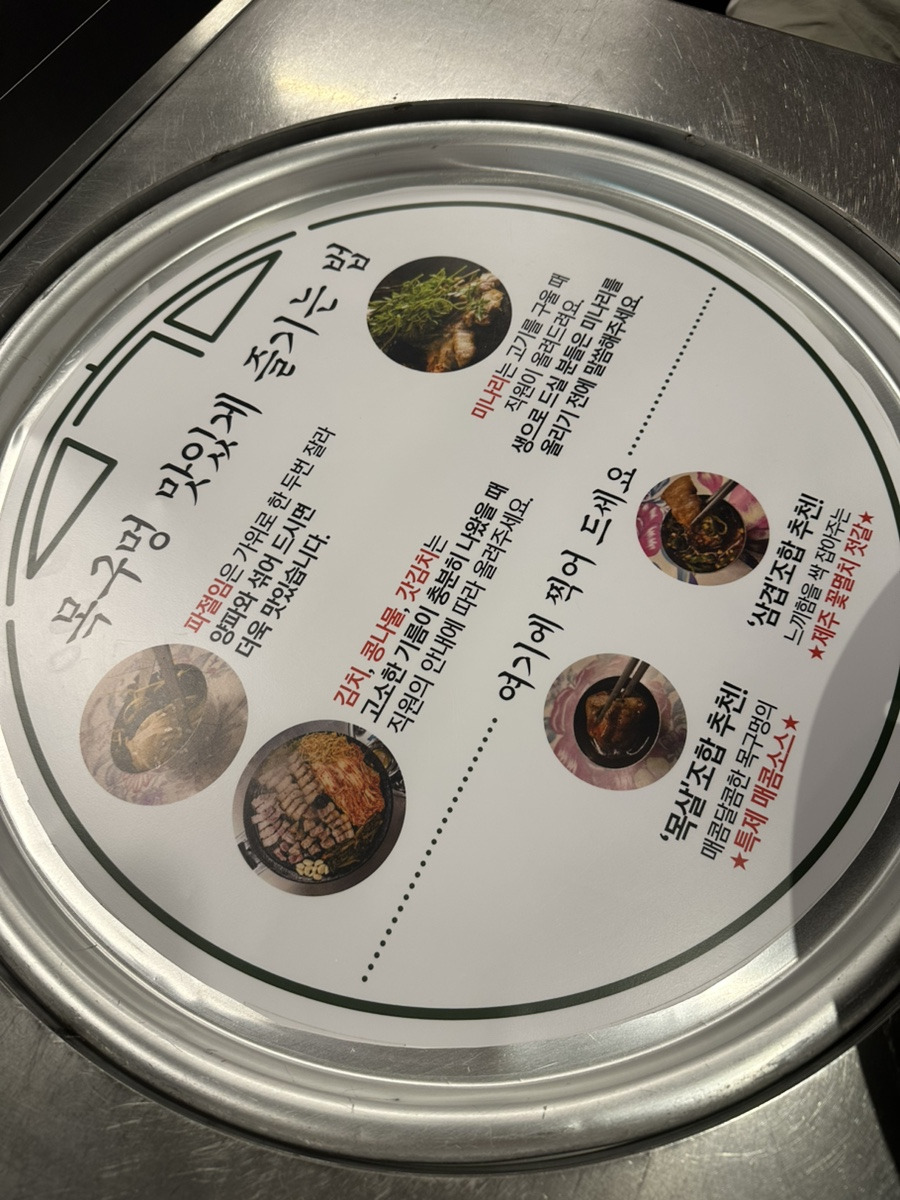 목구멍 맛있게 즐기는 법
파절임은 가위로 한 두번 잘라
양파와 섞어 드시면
더욱 맛있습니다.
미나리는 고기를 구울 때
직원이 올려드려요.
생으로 드실 분들은 미나리를
올리기 전에 말씀해주세요.
김치, 콩나물, 갓김치는
고소한 기름이 충분히 나왔을 때
직원의 안내에 따라 올려주세요.
여기에 찍어 드세요
'목살'조합 추천!
매콤달콤한 목구멍의
★특제 매콤소스★
'삼겹'조합 추천!
느끼함을 싹 잡아주는
★제주 꽃멸치 젓갈★